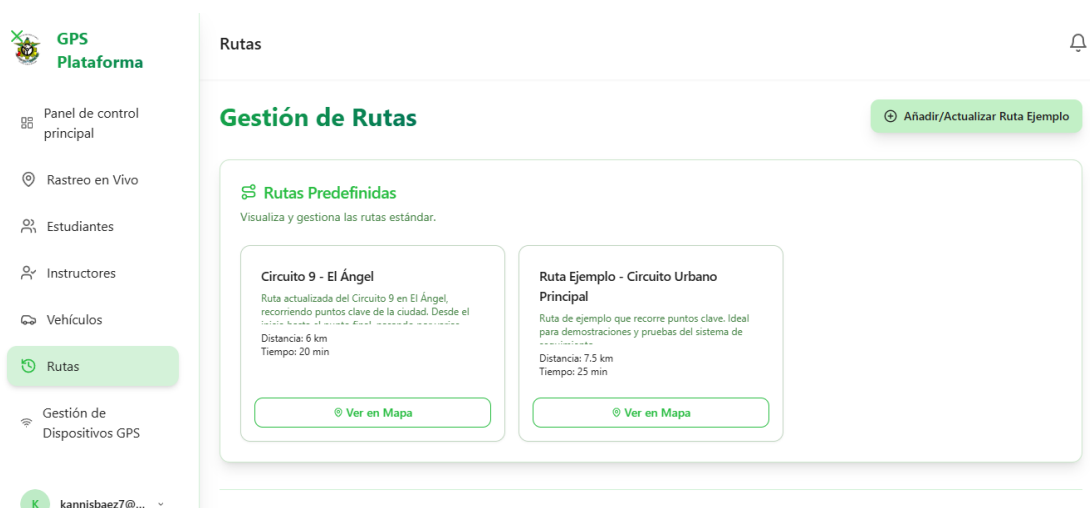 GPS
Plataforma
Panel de control
principal
Rastreo en Vivo
Estudiantes
Instructores
Vehículos
Rutas
Gestión de
Dispositivos GPS
K
kannisbaez7@...
Rutas
Gestión de Rutas
Añadir/Actualizar Ruta Ejemplo
Rutas Predefinidas
Visualiza y gestiona las rutas estándar.
Circuito 9 - El Ángel
Ruta actualizada del Circuito 9 en El Ángel,
recorriendo puntos clave de la ciudad. Desde el
Distancia: 6 km
Tiempo: 20 min
Ver en Mapa
Ruta Ejemplo - Circuito Urbano
Principal
Ruta de ejemplo que recorre puntos clave. Ideal
para demostraciones y pruebas del sistema de
Distancia: 7.5 km
Tiempo: 25 min
Ver en Mapa